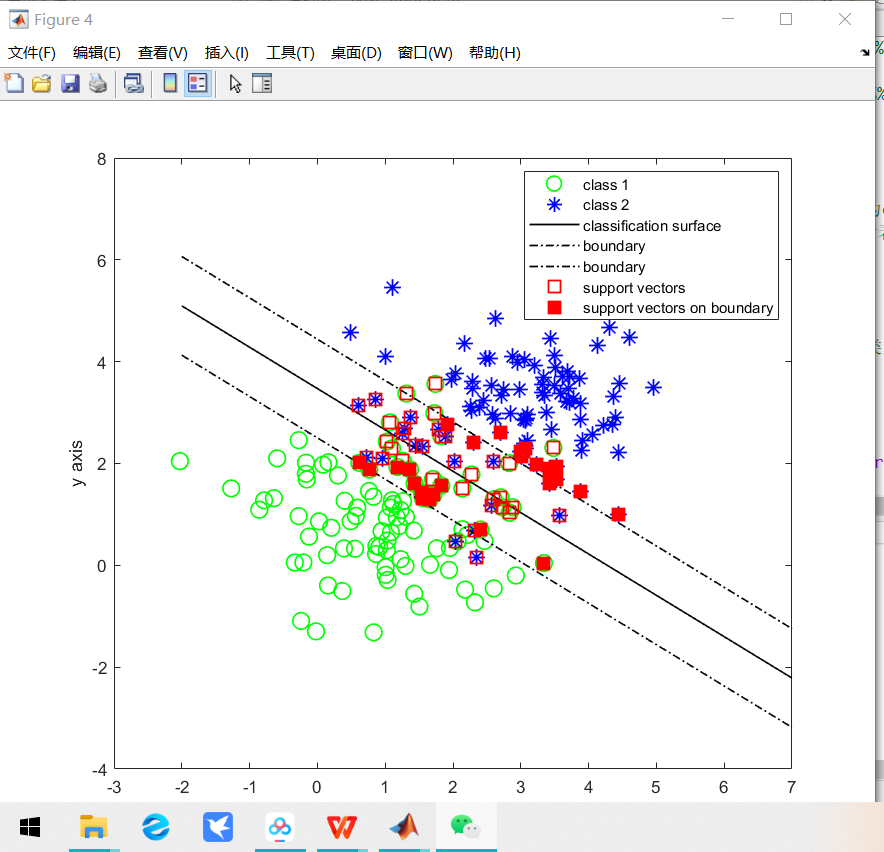 Figure 4
文件(F) 编辑(E) 查看(V) 插入(I) 工具(T) 桌面(D) 窗口(W) 帮助(H)
class 1
class 2
classification surface
boundary
boundary
support vectors
support vectors on boundary
y axis
8
6
4
2
0
-2
-4
-3 -2 -1 0 1 2 3 4 5 6 7